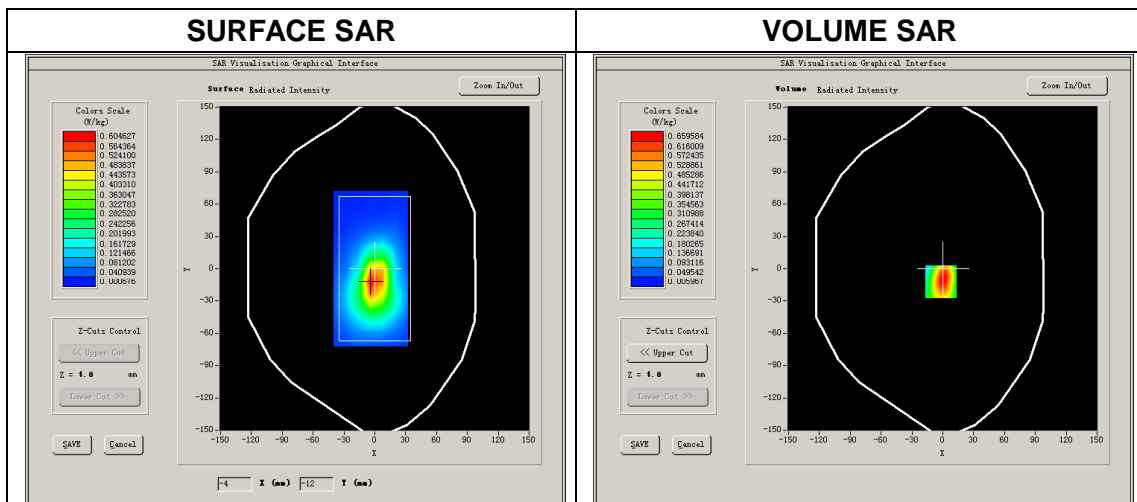 SURFACE SAR
SAR Visualisation Graphical Interface
Surface Radiated Intensity
Zoom In/Out
Colors Scale
(W/kg)
0.604627
0.564364
0.524100
0.483837
0.443573
0.403310
0.363047
0.322783
0.282520
0.242256
0.201993
0.161729
0.121466
0.081202
0.040939
0.000676
150
120
90
60
30
0
-30
-60
-90
-120
-150
Y
-150 -120 -90 -60 -30 0 30 60 90 120 150
X
Z-Cuts Control
<< Upper Cut
Z = 4.0 mm
Lower Cut >>
SAVE Cancel
-4 X (mm) -12 Y (mm)
VOLUME SAR
SAR Visualisation Graphical Interface
Volume Radiated Intensity
Zoom In/Out
Colors Scale
(W/kg)
0.659584
0.616009
0.572435
0.528861
0.485286
0.441712
0.398137
0.354563
0.310988
0.267414
0.223840
0.180265
0.136691
0.093116
0.049542
0.005967
150
120
90
60
30
0
-30
-60
-90
-120
-150
Y
-150 -120 -90 -60 -30 0 30 60 90 120 150
X
Z-Cuts Control
<< Upper Cut
Z = 4.0 mm
Lower Cut >>
SAVE Cancel